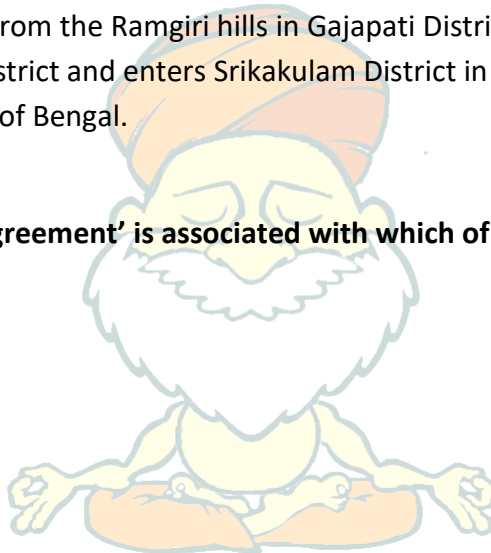 rom the Ramgiri hills in Gajapati Distri
strict and enters Srikakulam District in
of Bengal.
greement’ is associated with which of